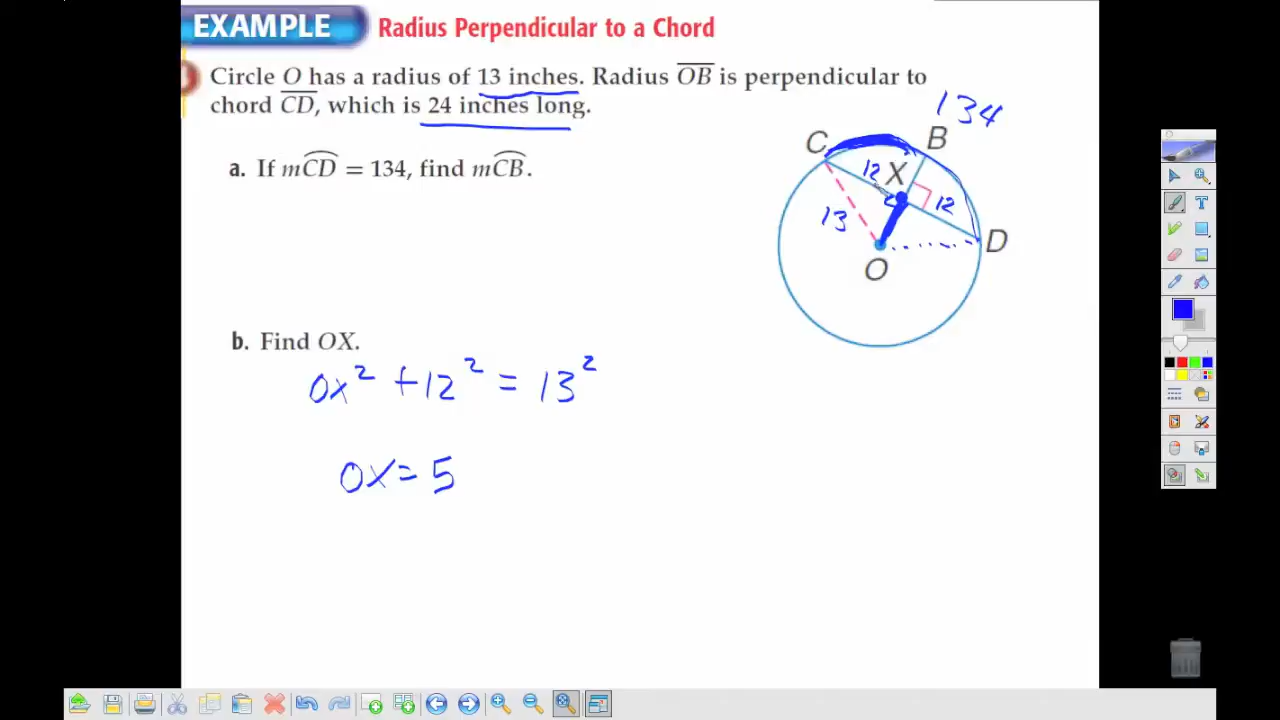 EXAMPLE Radius Perpendicular to a Chord
Circle O has a radius of 13 inches. Radius OB is perpendicular to
chord CD, which is 24 inches long.
134
C
B
12
X
a. If mCD = 134, find mCB.
12
13
D
O
b. Find OX.
OX² + 12² = 13²
OX = 5
T